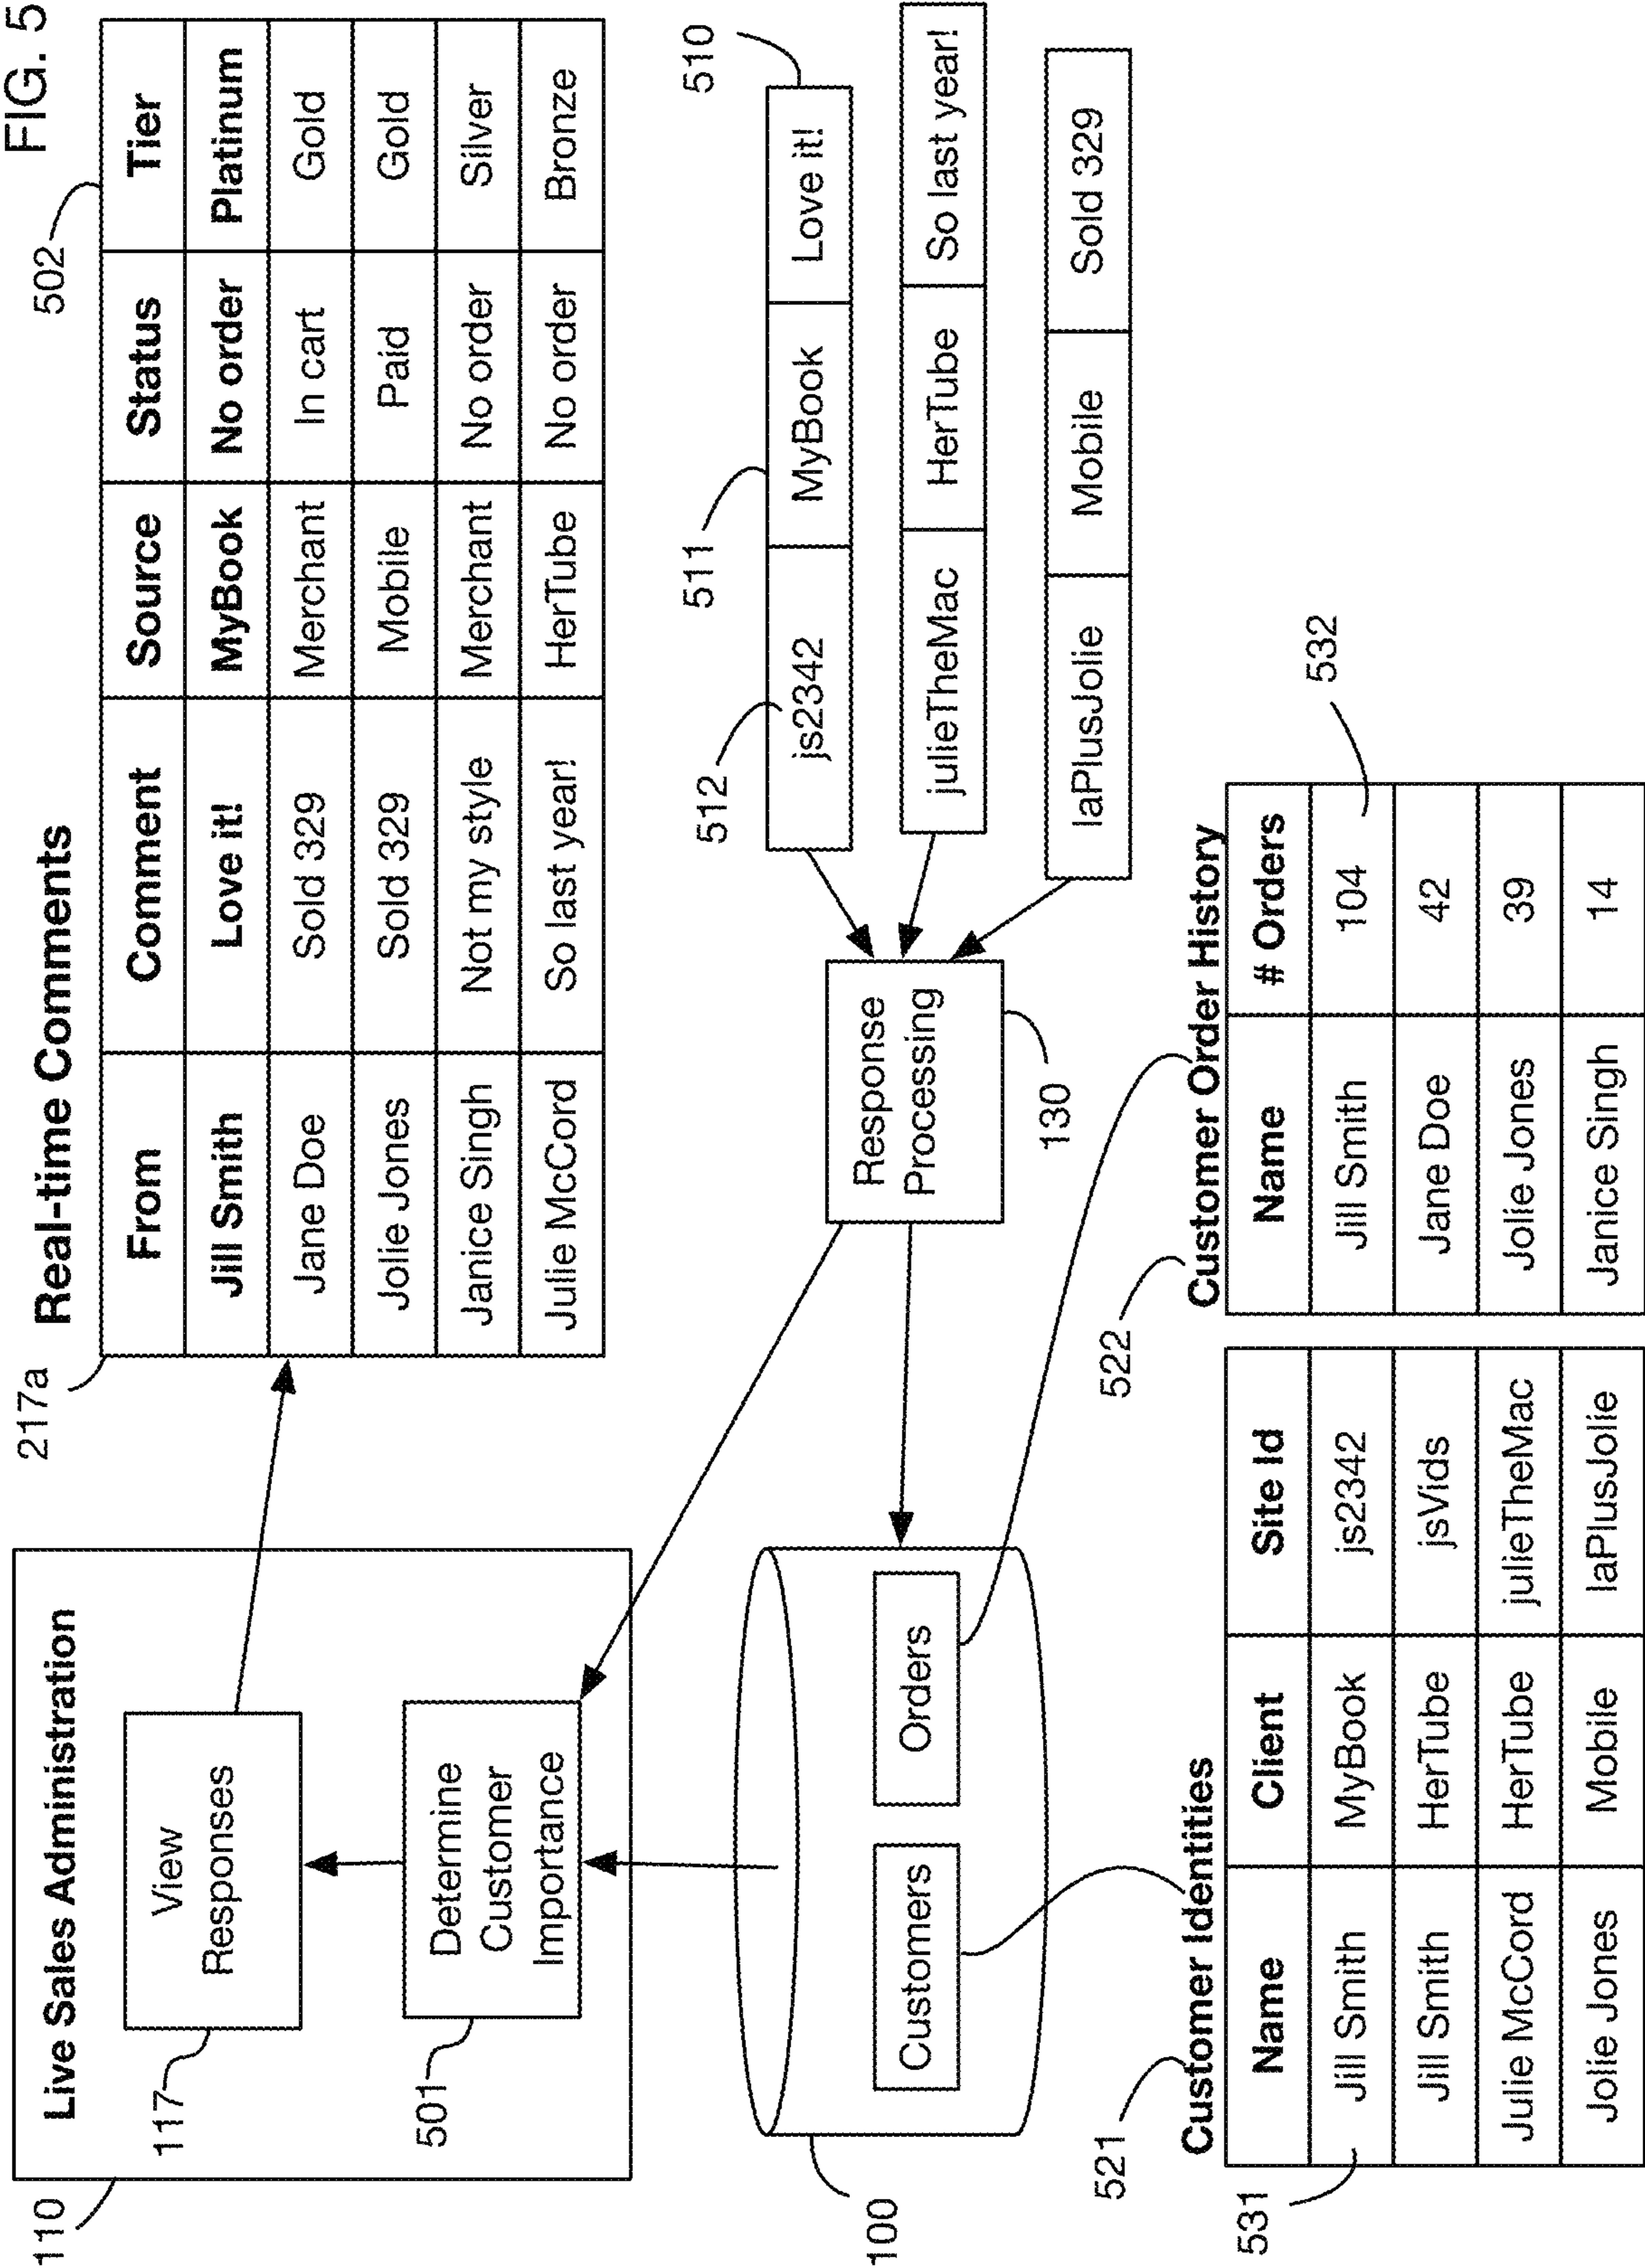 FIG. 5
110
Live Sales Administration
117
View
Responses
501
Determine
Customer
Importance
217a
Real-time Comments
502
From Comment Source Status Tier
Jill Smith Love it! MyBook No order Platinum
Jane Doe Sold 329 Merchant In cart Gold
Jolie Jones Sold 329 Mobile Paid Gold
Janice Singh Not my style Merchant No order Silver
Julie McCord So last year! HerTube No order Bronze
100
Customers
Orders
Response
Processing
130
512
511
510
js2342 MyBook Love it!
julieTheMac HerTube So last year!
laPlusJolie Mobile Sold 329
521
Customer Identities
531
Name Client Site Id
Jill Smith MyBook js2342
Jill Smith HerTube jsVids
Julie McCord HerTube julieTheMac
Jolie Jones Mobile laPlusJolie
522
Customer Order History
532
Name # Orders
Jill Smith 104
Jane Doe 42
Jolie Jones 39
Janice Singh 14